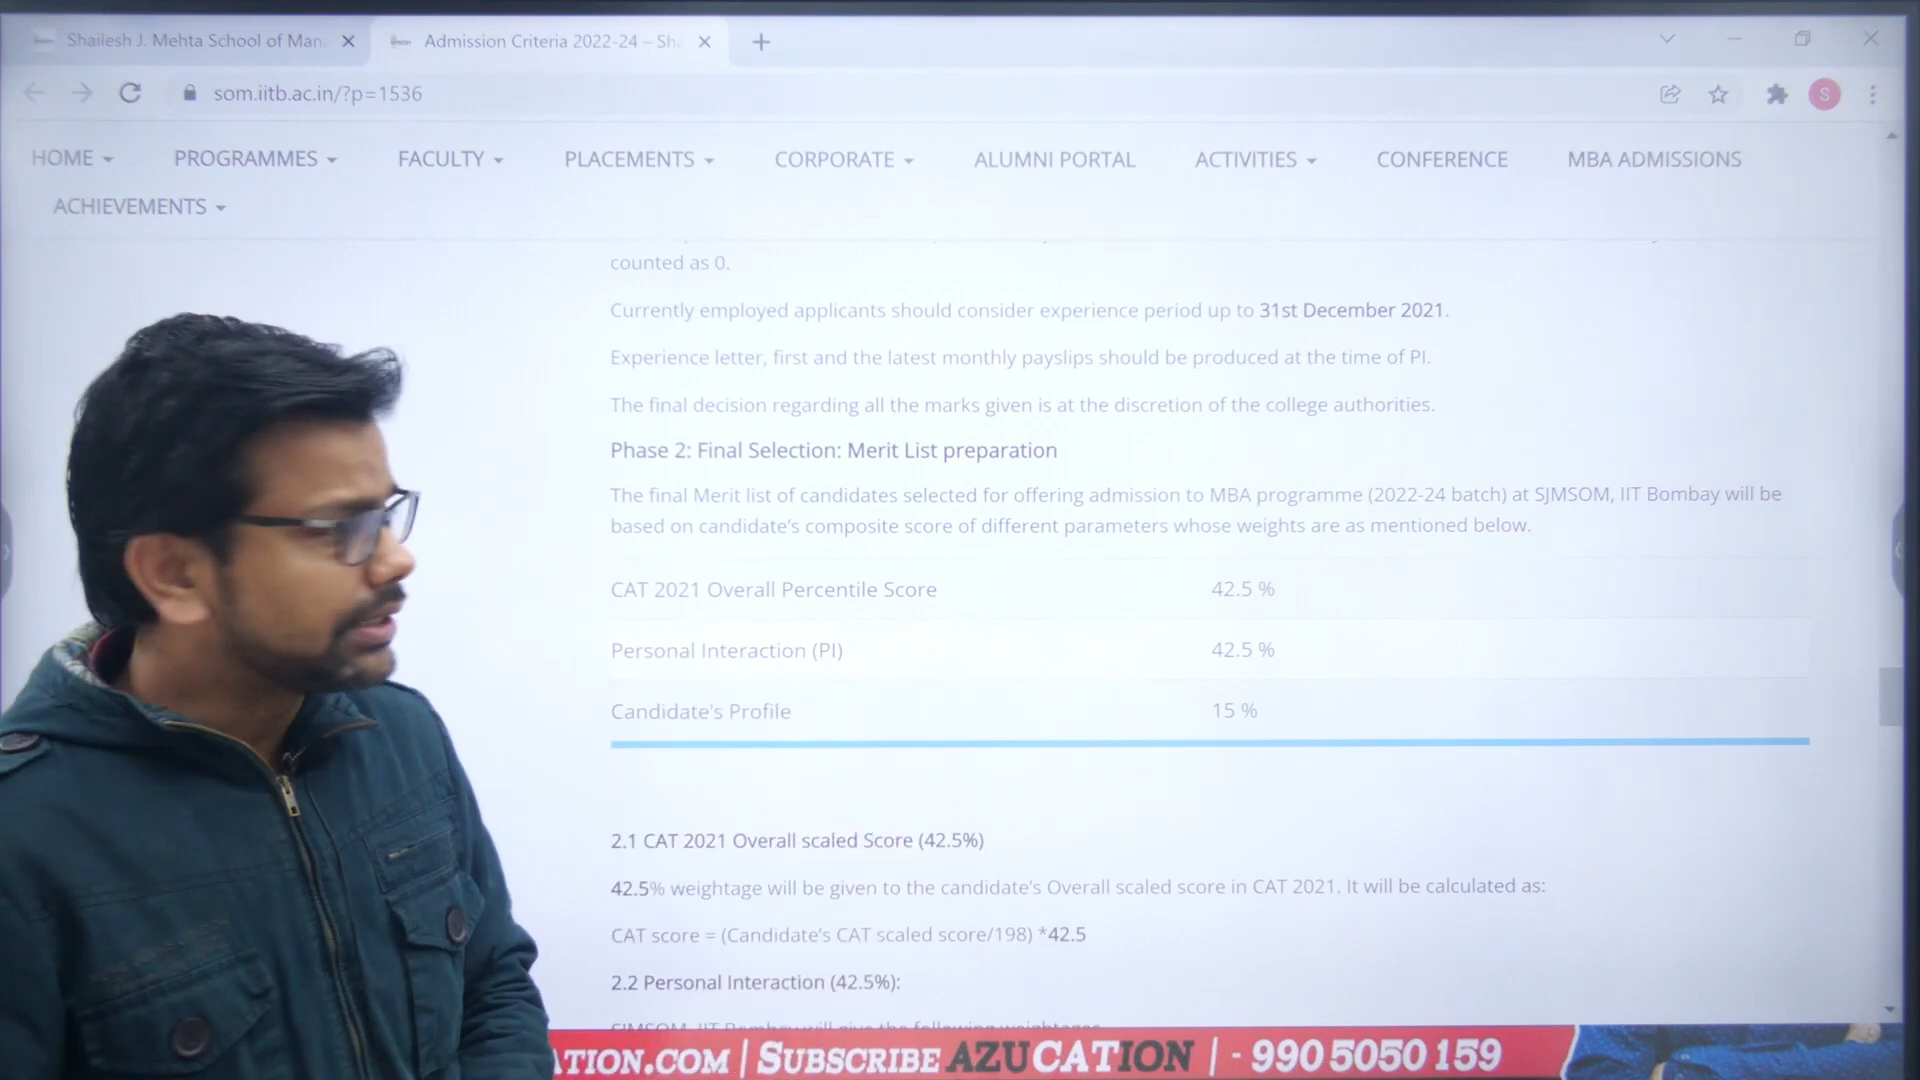 Shailesh J. Mehta School of Man
Admission Criteria 2022-24 – Sha
som.iitb.ac.in/?p=1536
S
HOME
PROGRAMMES
FACULTY
PLACEMENTS
CORPORATE
ALUMNI PORTAL
ACTIVITIES
CONFERENCE
MBA ADMISSIONS
ACHIEVEMENTS
counted as 0.
Currently employed applicants should consider experience period up to 31st December 2021.
Experience letter, first and the latest monthly payslips should be produced at the time of PI.
The final decision regarding all the marks given is at the discretion of the college authorities.
Phase 2: Final Selection: Merit List preparation
The final Merit list of candidates selected for offering admission to MBA programme (2022-24 batch) at SJMSOM, IIT Bombay will be
based on candidate's composite score of different parameters whose weights are as mentioned below.
CAT 2021 Overall Percentile Score 42.5 %
Personal Interaction (PI) 42.5 %
Candidate's Profile 15 %
2.1 CAT 2021 Overall scaled Score (42.5%)
42.5% weightage will be given to the candidate's Overall scaled score in CAT 2021. It will be calculated as:
CAT score = (Candidate's CAT scaled score/198) *42.5
2.2 Personal Interaction (42.5%):
SJMSOM, IIT Bombay will give the following weightages
ATION.COM | SUBSCRIBE AZUCATION | - 990 5050 159